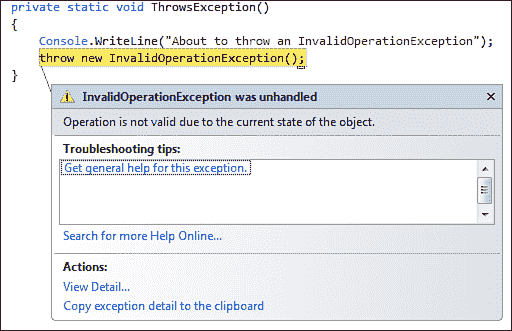 private static void ThrowsException()
{
Console.WriteLine("About to throw an InvalidOperationException");
throw new InvalidOperationException();
}
InvalidOperationException was unhandled
Operation is not valid due to the current state of the object.
Troubleshooting tips:
Get general help for this exception.
Search for more Help Online...
Actions:
View Detail...
Copy exception detail to the clipboard